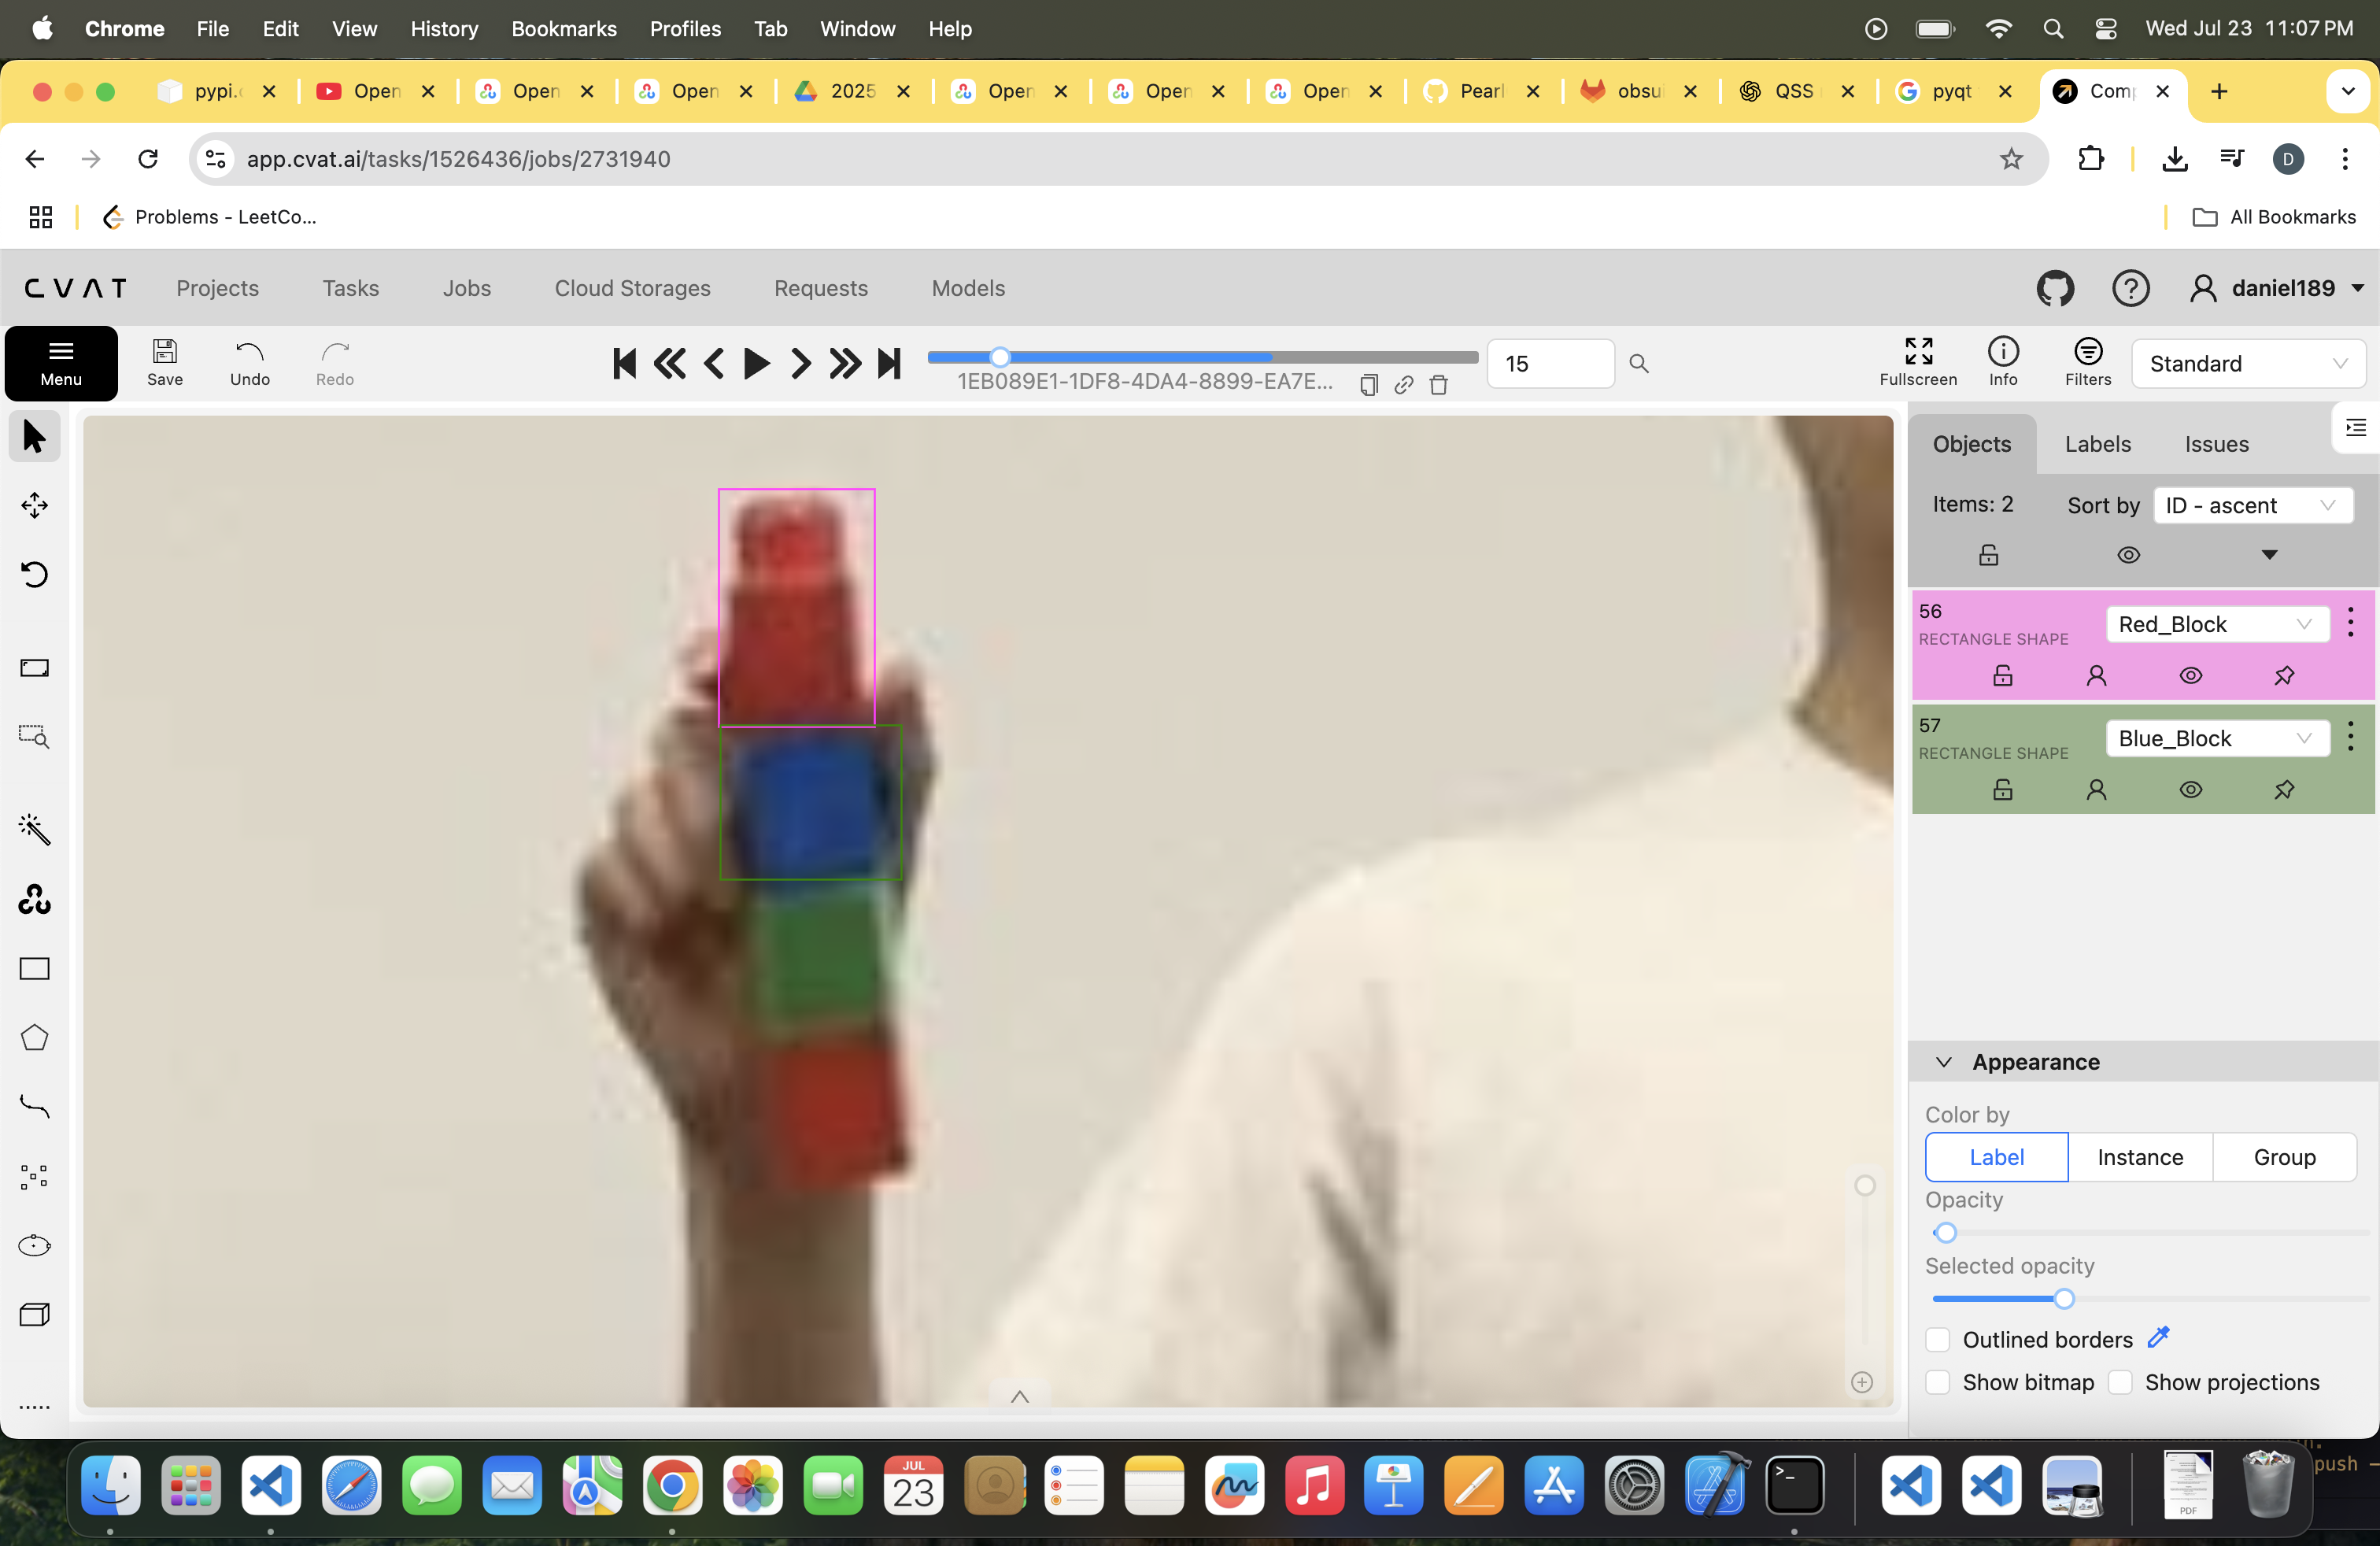 Chrome File Edit View History Bookmarks Profiles Tab Window Help Wed Jul 23 11:07 PM
pypi. Open Open Open 2025 Open Open Open Pearl obsu QSS pyqt Com
app.cvat.ai/tasks/1526436/jobs/2731940 D
Problems - LeetCo... All Bookmarks
CVAT Projects Tasks Jobs Cloud Storages Requests Models daniel189
Menu Save Undo Redo 1EB089E1-1DF8-4DA4-8899-EA7E... 15 Fullscreen Info Filters Standard
Objects Labels Issues
Items: 2 Sort by ID - ascent
56 Red_Block
RECTANGLE SHAPE
57 Blue_Block
RECTANGLE SHAPE
Appearance
Color by
Label Instance Group
Opacity
Selected opacity
Outlined borders
Show bitmap Show projections
push
JUL
23
PDF